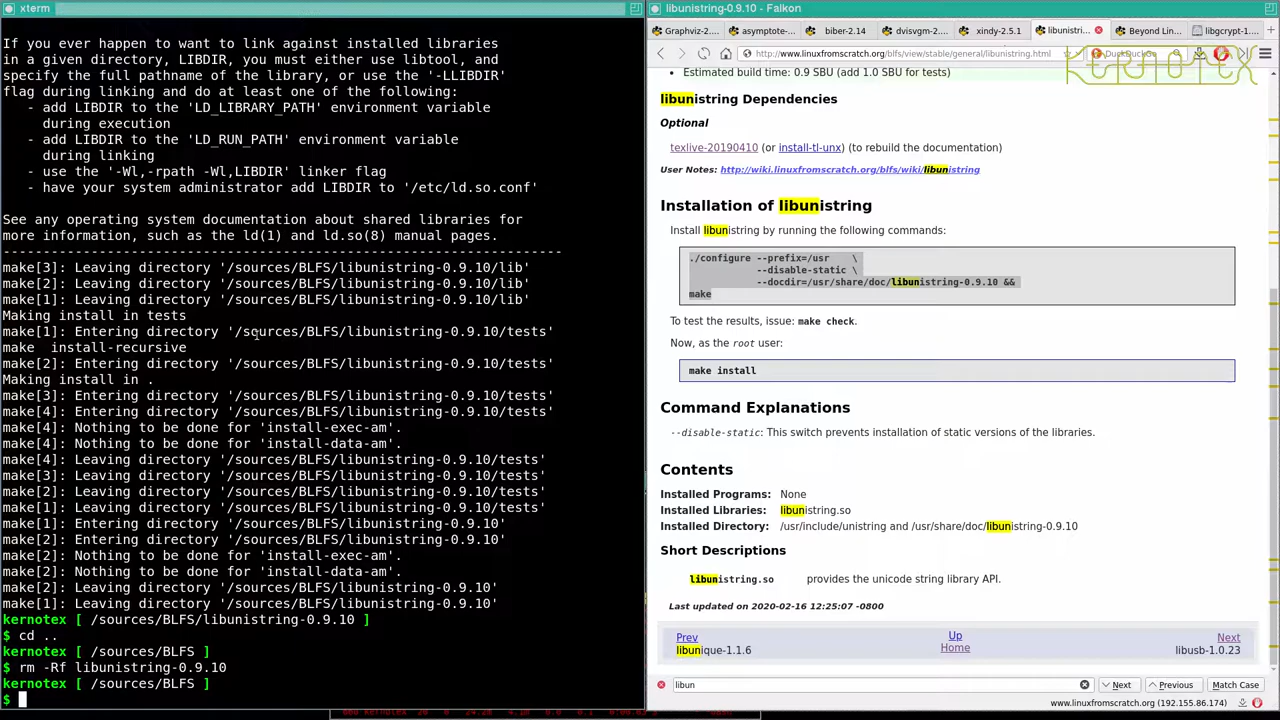 xterm
If you ever happen to want to link against installed libraries
in a given directory, LIBDIR, you must either use libtool, and
specify the full pathname of the library, or use the '-LLIBDIR'
flag during linking and do at least one of the following:
- add LIBDIR to the 'LD_LIBRARY_PATH' environment variable
during execution
- add LIBDIR to the 'LD_RUN_PATH' environment variable
during linking
- use the '-Wl,-rpath -Wl,LIBDIR' linker flag
- have your system administrator add LIBDIR to '/etc/ld.so.conf'
See any operating system documentation about shared libraries for
more information, such as the ld(1) and ld.so(8) manual pages.
----------------------------------------------------------------------
make[3]: Leaving directory '/sources/BLFS/libunistring-0.9.10/lib'
make[2]: Leaving directory '/sources/BLFS/libunistring-0.9.10/lib'
make[1]: Leaving directory '/sources/BLFS/libunistring-0.9.10/lib'
Making install in tests
make[1]: Entering directory '/sources/BLFS/libunistring-0.9.10/tests'
make  install-recursive
make[2]: Entering directory '/sources/BLFS/libunistring-0.9.10/tests'
Making install in .
make[3]: Entering directory '/sources/BLFS/libunistring-0.9.10/tests'
make[4]: Entering directory '/sources/BLFS/libunistring-0.9.10/tests'
make[4]: Nothing to be done for 'install-exec-am'.
make[4]: Nothing to be done for 'install-data-am'.
make[4]: Leaving directory '/sources/BLFS/libunistring-0.9.10/tests'
make[3]: Leaving directory '/sources/BLFS/libunistring-0.9.10/tests'
make[2]: Leaving directory '/sources/BLFS/libunistring-0.9.10/tests'
make[1]: Leaving directory '/sources/BLFS/libunistring-0.9.10/tests'
make[1]: Entering directory '/sources/BLFS/libunistring-0.9.10'
make[2]: Entering directory '/sources/BLFS/libunistring-0.9.10'
make[2]: Nothing to be done for 'install-exec-am'.
make[2]: Nothing to be done for 'install-data-am'.
make[2]: Leaving directory '/sources/BLFS/libunistring-0.9.10'
make[1]: Leaving directory '/sources/BLFS/libunistring-0.9.10'
kernotex [ /sources/BLFS/libunistring-0.9.10 ]
$ cd ..
kernotex [ /sources/BLFS ]
$ rm -Rf libunistring-0.9.10
kernotex [ /sources/BLFS ]
$
libunistring-0.9.10 - Falkon
Graphviz-2.... asymptote-... biber-2.14 dvisvgm-2.... xindy-2.5.1 libunistri... Beyond Lin... libgcrypt-1...
http://www.linuxfromscratch.org/blfs/view/stable/general/libunistring.html DuckDuckGo
KERNOTEX
• Estimated build time: 0.9 SBU (add 1.0 SBU for tests)
libunistring Dependencies
Optional
texlive-20190410 (or install-tl-unx) (to rebuild the documentation)
User Notes: http://wiki.linuxfromscratch.org/blfs/wiki/libunistring
Installation of libunistring
Install libunistring by running the following commands:
./configure --prefix=/usr    \
--disable-static \
--docdir=/usr/share/doc/libunistring-0.9.10 &&
make
To test the results, issue: make check.
Now, as the root user:
make install
Command Explanations
--disable-static: This switch prevents installation of static versions of the libraries.
Contents
Installed Programs: None
Installed Libraries: libunistring.so
Installed Directory: /usr/include/unistring and /usr/share/doc/libunistring-0.9.10
Short Descriptions
libunistring.so provides the unicode string library API.
Last updated on 2020-02-16 12:25:07 -0800
Prev Up Next
libunique-1.1.6 Home libusb-1.0.23
libun Next Previous Match Case
www.linuxfromscratch.org (192.155.86.174)